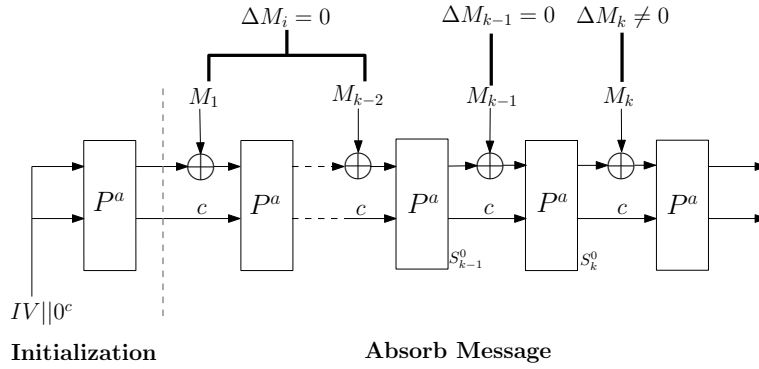 ΔM_i = 0 ΔM_{k-1} = 0 ΔM_k ≠ 0
M_1 M_{k-2} M_{k-1} M_k
P^a P^a P^a P^a P^a
c c c c
S^0_{k-1} S^0_k
IV||0^c
Initialization Absorb Message